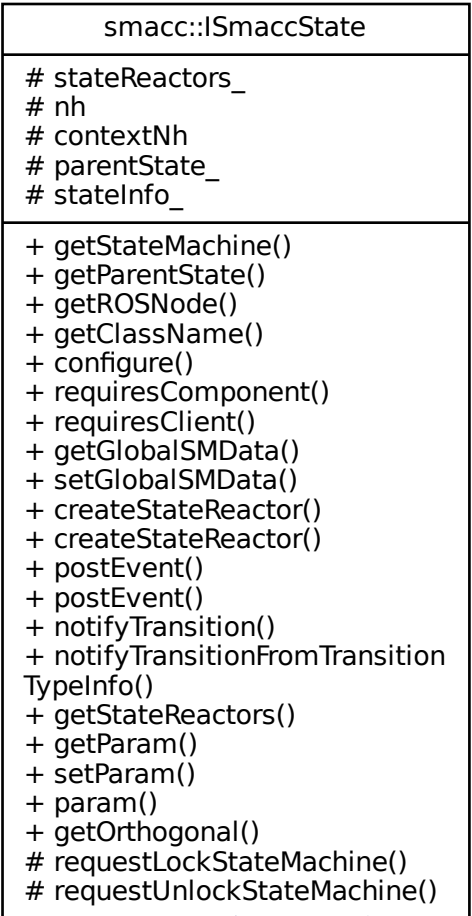 smacc::ISmaccState
# stateReactors_
# nh
# contextNh
# parentState_
# stateInfo_
+ getStateMachine()
+ getParentState()
+ getROSNode()
+ getClassName()
+ configure()
+ requiresComponent()
+ requiresClient()
+ getGlobalSMData()
+ setGlobalSMData()
+ createStateReactor()
+ createStateReactor()
+ postEvent()
+ postEvent()
+ notifyTransition()
+ notifyTransitionFromTransition
TypeInfo()
+ getStateReactors()
+ getParam()
+ setParam()
+ param()
+ getOrthogonal()
# requestLockStateMachine()
# requestUnlockStateMachine()